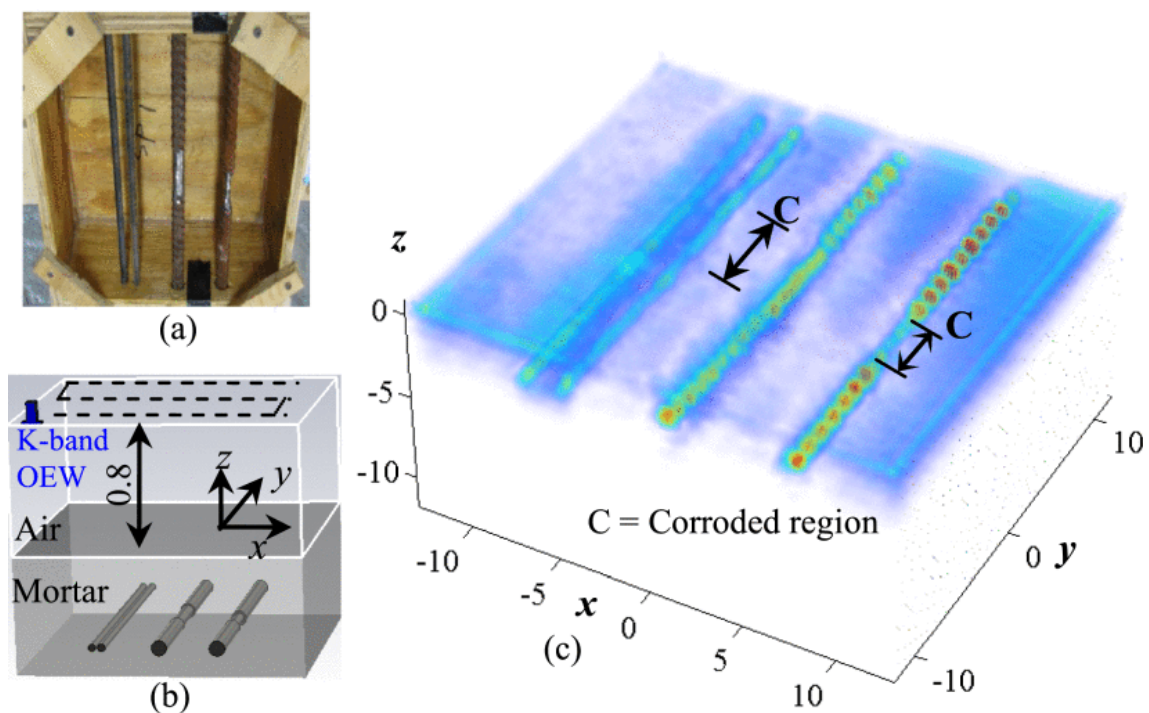 (a)
K-band
OEW
0.8
z
y
x
Air
Mortar
(b)
z
0
-5
-10
C
C
C = Corroded region
-10
-5
x
0
5
10
-10
0
y
10
(c)